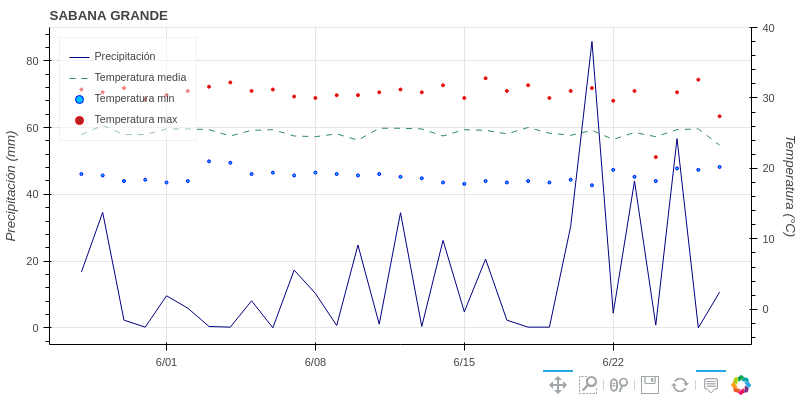 SABANA GRANDE
Precipitación
Temperatura media
Temperatura min
Temperatura max
Precipitación (mm)
80
60
40
20
0
Temperatura (°C)
40
30
20
10
0
6/01
6/08
6/15
6/22